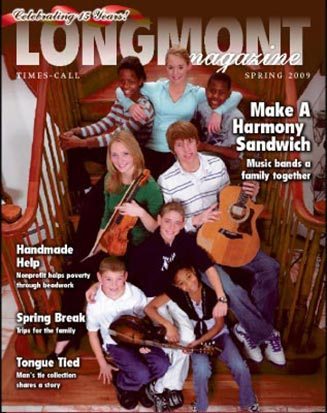 Celebrating 15 Years!
LONGMONT
magazine
TIMES-CALL
SPRING 2009
Make A
Harmony
Sandwich
Music bands a
family together
Handmade
Help
Nonprofit helps poverty
through beadwork
Spring Break
Trips for the family
Tongue Tied
Man's tie collection
shares a story